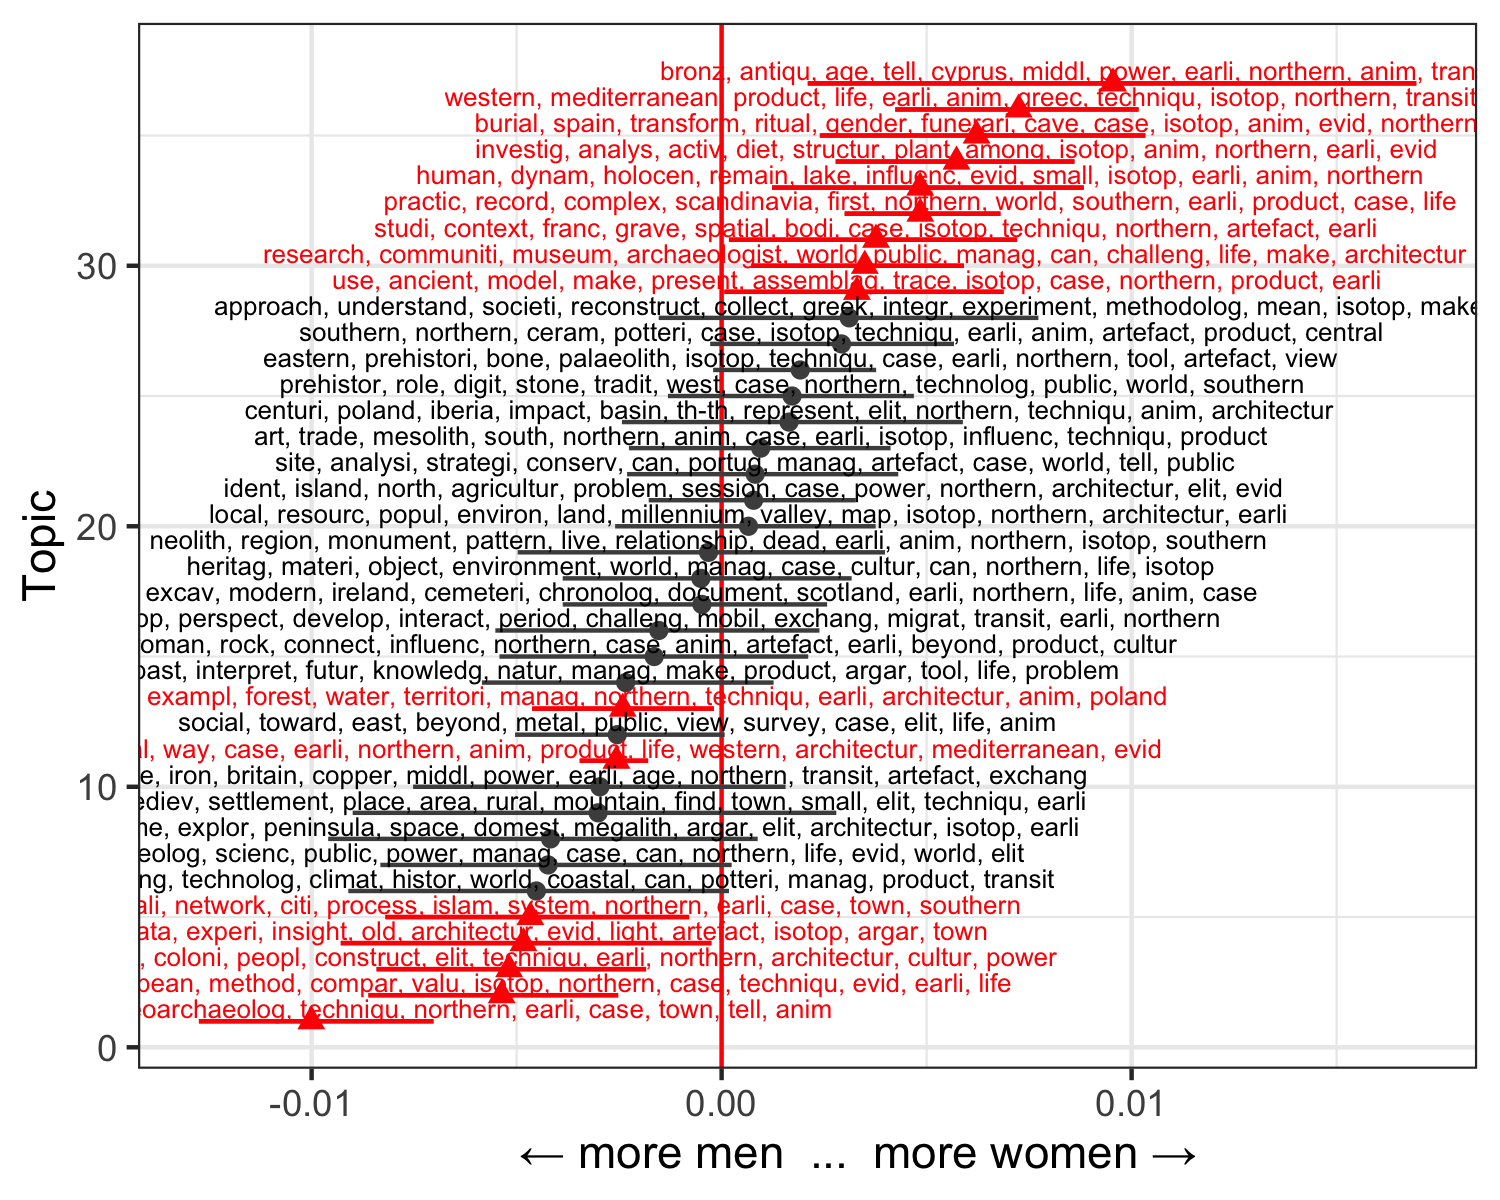 bronz, antiqu, age, tell, cyprus, middl, power, earli, northern, anim, tran
western, mediterranean, product, life, earli, anim, greec, techniqu, isotop, northern, transit
burial, spain, transform, ritual, gender, funerari, cave, case, isotop, anim, evid, northern
investig, analys, activ, diet, structur, plant, among, isotop, anim, northern, earli, evid
human, dynam, holocen, remain, lake, influenc, evid, small, isotop, earli, anim, northern
practic, record, complex, scandinavia, first, northern, world, southern, earli, product, case, life
studi, context, franc, grave, spatial, bodi, case, isotop, techniqu, northern, artefact, earli
30
research, communiti, museum, archaeologist, world, public, manag, can, challeng, life, make, architectur
use, ancient, model, make, present, assemblag, trace, isotop, case, northern, product, earli
approach, understand, societi, reconstruct, collect, greek, integr, experiment, methodolog, mean, isotop, make
southern, northern, ceram, potteri, case, isotop, techniqu, earli, anim, artefact, product, central
eastern, prehistori, bone, palaeolith, isotop, techniqu, case, earli, northern, tool, artefact, view
prehistor, role, digit, stone, tradit, west, case, northern, technolog, public, world, southern
centuri, poland, iberia, impact, basin, th-th, represent, elit, northern, techniqu, anim, architectur
art, trade, mesolith, south, northern, anim, case, earli, isotop, influenc, techniqu, product
site, analysi, strategi, conserv, can, portug, manag, artefact, case, world, tell, public
ident, island, north, agricultur, problem, session, case, power, northern, architectur, elit, evid
20
local, resourc, popul, environ, land, millennium, valley, map, isotop, northern, architectur, earli
neolith, region, monument, pattern, live, relationship, dead, earli, anim, northern, isotop, southern
heritag, materi, object, environment, world, manag, case, cultur, can, northern, life, isotop
excav, modern, ireland, cemeteri, chronolog, document, scotland, earli, northern, life, anim, case
op, perspect, develop, interact, period, challeng, mobil, exchang, migrat, transit, earli, northern
oman, rock, connect, influenc, northern, case, anim, artefact, earli, beyond, product, cultur
ast, interpret, futur, knowledg, natur, manag, make, product, argar, tool, life, problem
exampl, forest, water, territori, manag, northern, techniqu, earli, architectur, anim, poland
social, toward, east, beyond, metal, public, view, survey, case, elit, life, anim
l, way, case, earli, northern, anim, product, life, western, architectur, mediterranean, evid
10
e, iron, britain, copper, middl, power, earli, age, northern, transit, artefact, exchang
ediev, settlement, place, area, rural, mountain, find, town, small, elit, techniqu, earli
ne, explor, peninsula, space, domest, megalith, argar, elit, architectur, isotop, earli
eolog, scienc, public, power, manag, case, can, northern, life, evid, world, elit
ng, technolog, climat, histor, world, coastal, can, potteri, manag, product, transit
ali, network, citi, process, islam, system, northern, earli, case, town, southern
ata, experi, insight, old, architectur, evid, light, artefact, isotop, argar, town
, coloni, peopl, construct, elit, techniqu, earli, northern, architectur, cultur, power
pean, method, compar, valu, isotop, northern, case, techniqu, evid, earli, life
oarchaeolog, techniqu, northern, earli, case, town, tell, anim
0
Topic
-0.01 0.00 0.01
← more men ... more women →